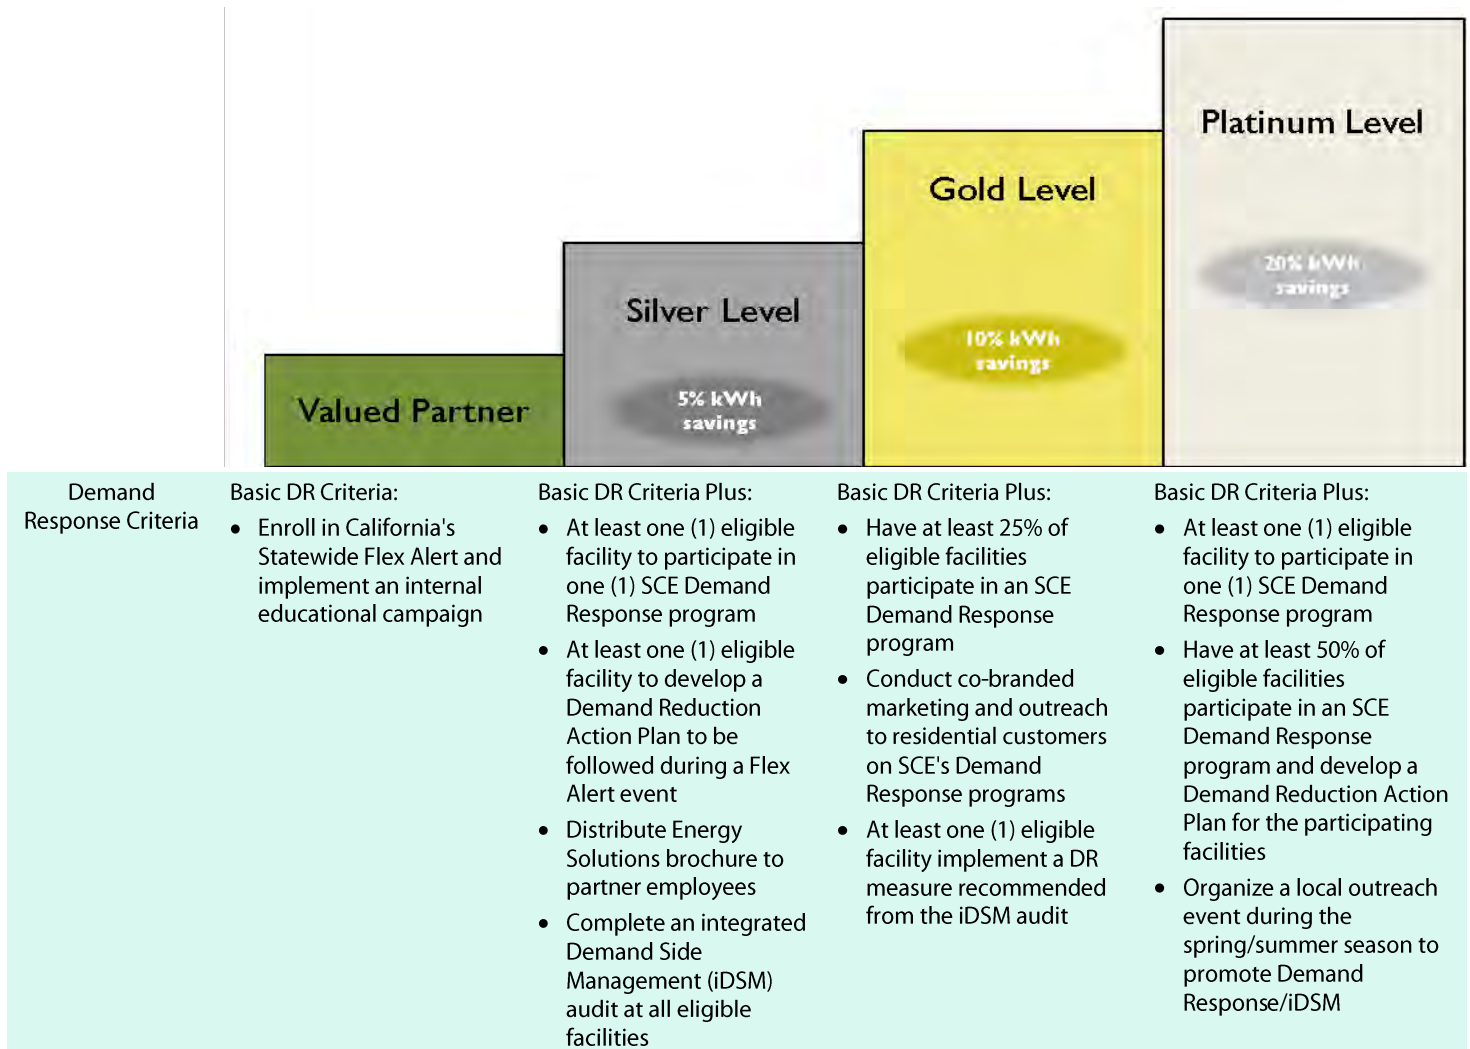 Platinum Level
Gold Level
20% kWh
savings
Silver Level
10% kWh
savings
Valued Partner
5% kWh
savings
Demand
Response Criteria
Basic DR Criteria:
• Enroll in California's
Statewide Flex Alert and
implement an internal
educational campaign
Basic DR Criteria Plus:
• At least one (1) eligible
facility to participate in
one (1) SCE Demand
Response program
• At least one (1) eligible
facility to develop a
Demand Reduction
Action Plan to be
followed during a Flex
Alert event
• Distribute Energy
Solutions brochure to
partner employees
• Complete an integrated
Demand Side
Management (iDSM)
audit at all eligible
facilities
Basic DR Criteria Plus:
• Have at least 25% of
eligible facilities
participate in an SCE
Demand Response
program
• Conduct co-branded
marketing and outreach
to residential customers
on SCE's Demand
Response programs
• At least one (1) eligible
facility implement a DR
measure recommended
from the iDSM audit
Basic DR Criteria Plus:
• At least one (1) eligible
facility to participate in
one (1) SCE Demand
Response program
• Have at least 50% of
eligible facilities
participate in an SCE
Demand Response
program and develop a
Demand Reduction Action
Plan for the participating
facilities
• Organize a local outreach
event during the
spring/summer season to
promote Demand
Response/iDSM